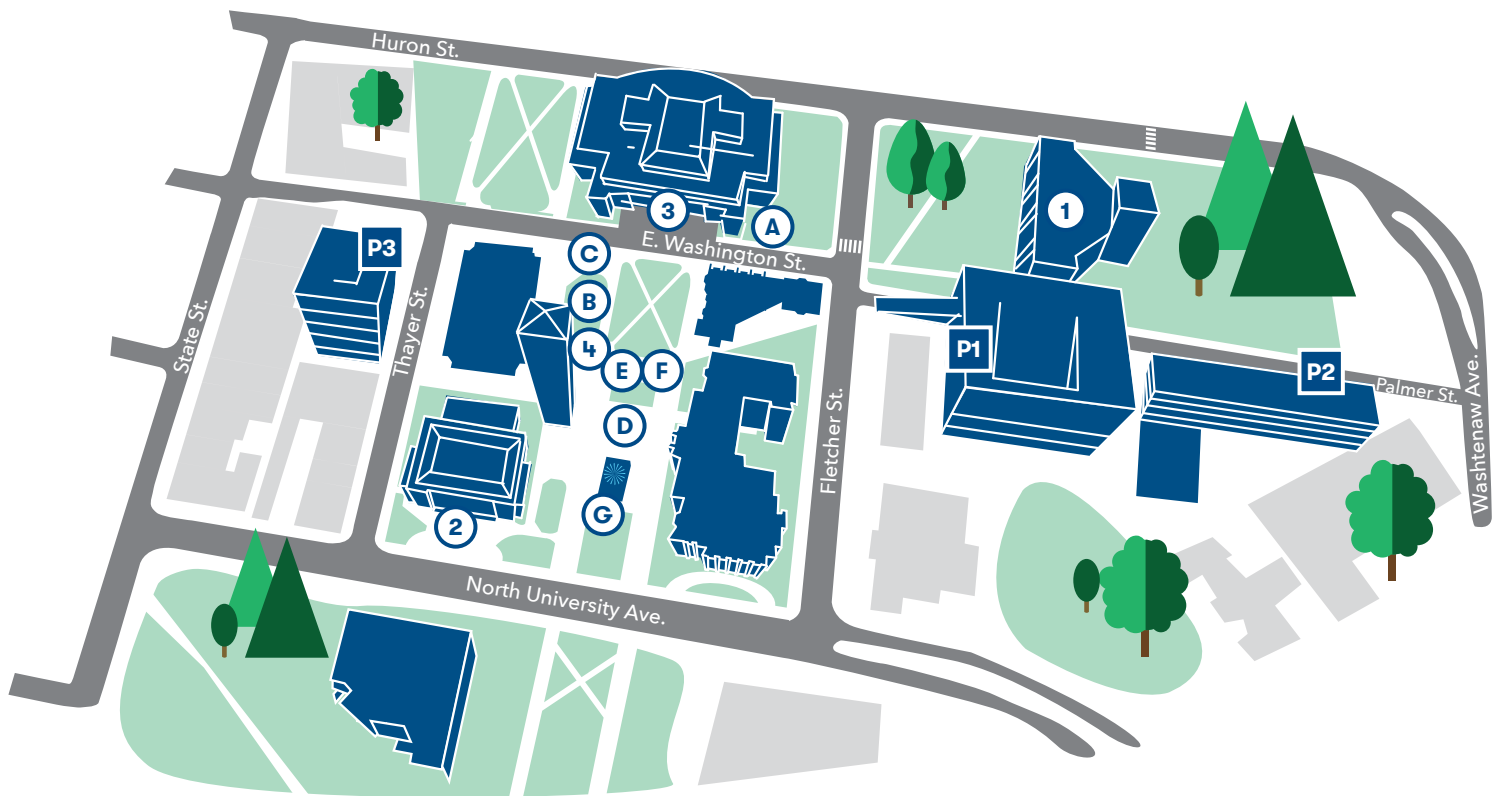 Huron St.
P3
3
A
1
E. Washington St.
C
B
4
E
F
D
G
2
P1
P2
State St.
Thayer St.
Fletcher St.
Palmer St.
Washtenaw Ave.
North University Ave.